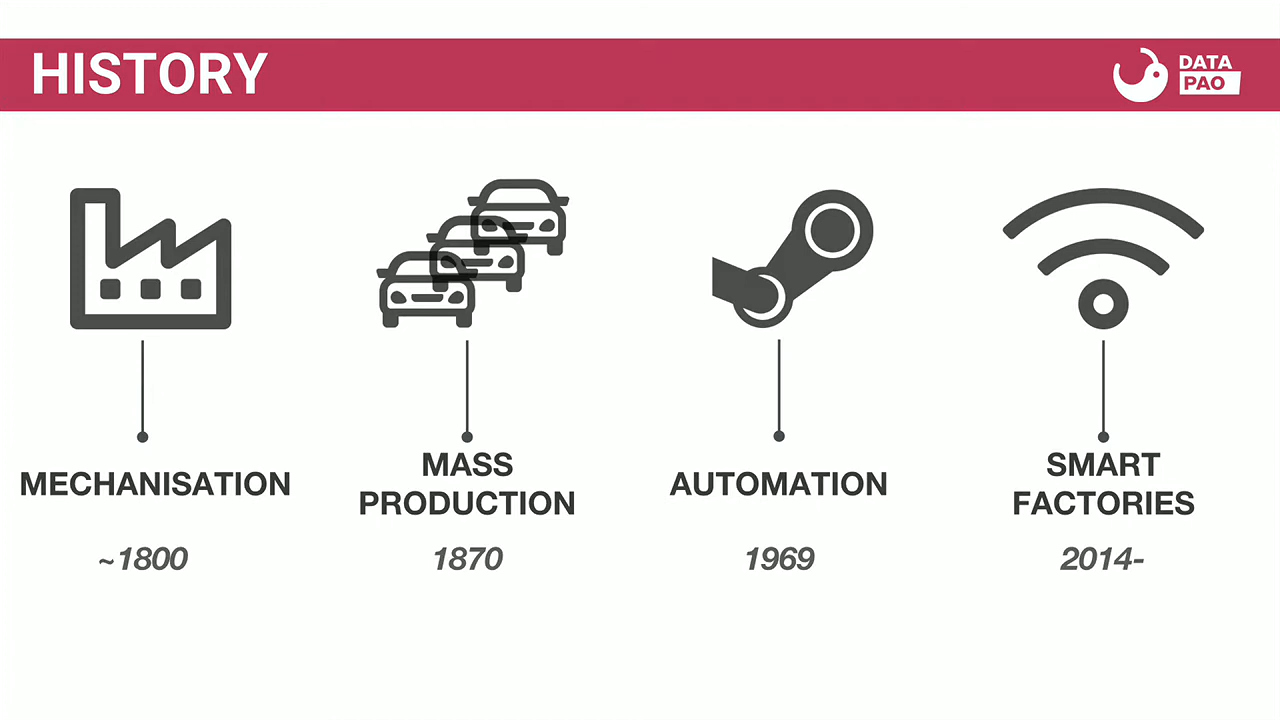 HISTORY
DATA
PAO
MECHANISATION
~1800
MASS
PRODUCTION
1870
AUTOMATION
1969
SMART
FACTORIES
2014-